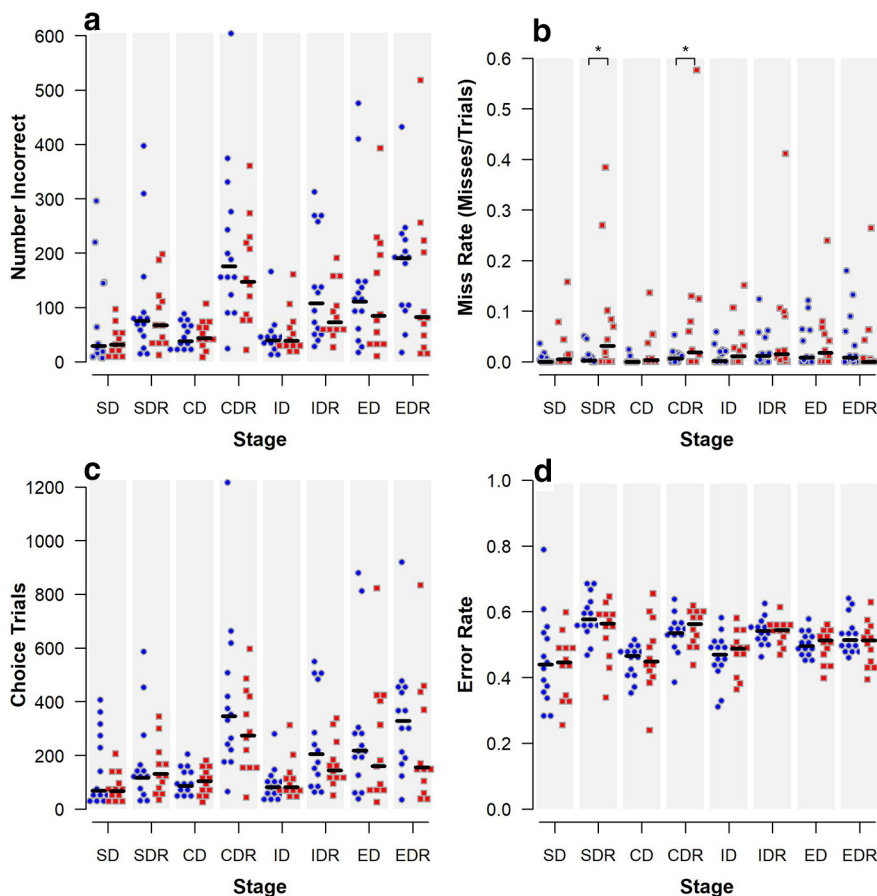 a
Number Incorrect
600
500
400
300
200
100
0
SD SDR CD CDR ID IDR ED EDR
Stage
b
Miss Rate (Misses/Trials)
0.6
0.5
0.4
0.3
0.2
0.1
0.0
* *
SD SDR CD CDR ID IDR ED EDR
Stage
c
Choice Trials
1200
1000
800
600
400
200
0
SD SDR CD CDR ID IDR ED EDR
Stage
d
Error Rate
1.0
0.8
0.6
0.4
0.2
0.0
SD SDR CD CDR ID IDR ED EDR
Stage